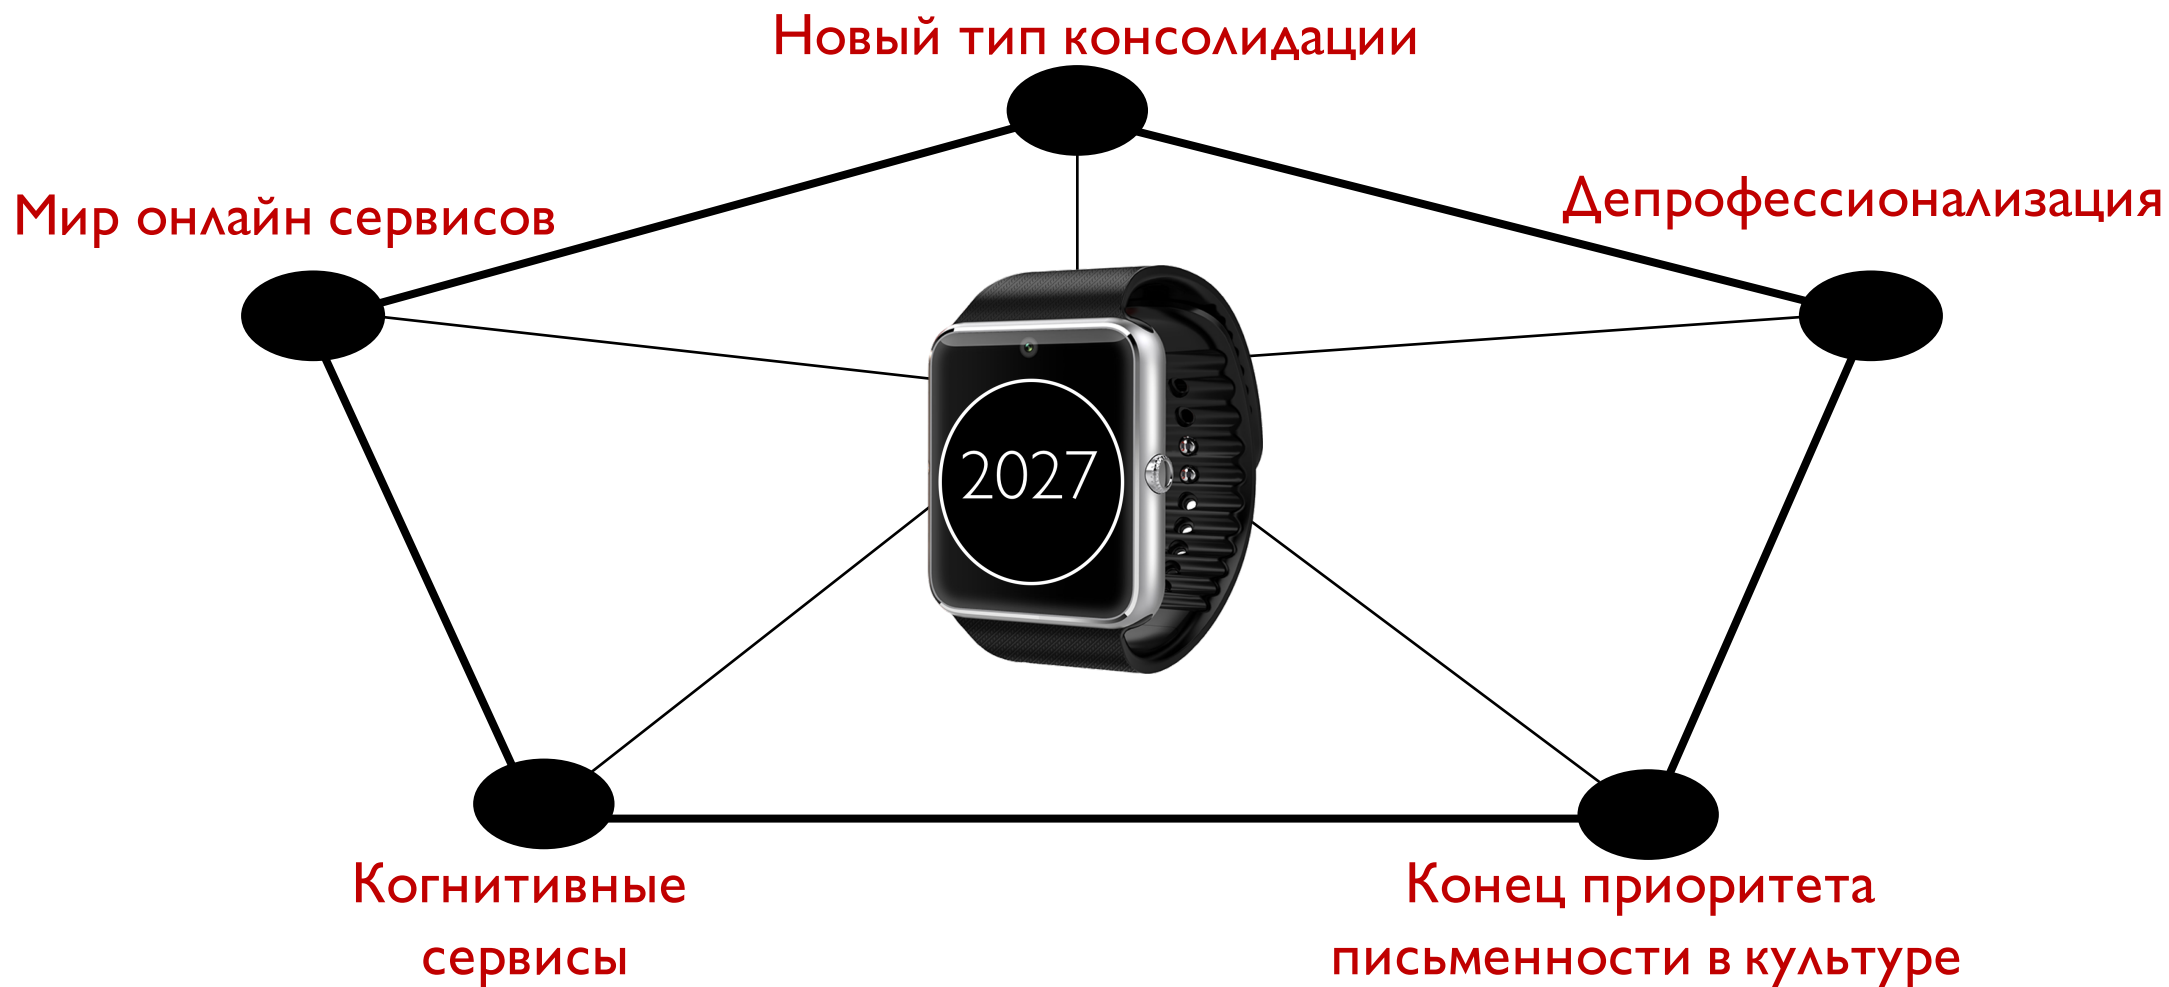 Новый тип консолидации
Депрофессионализация
Мир онлайн сервисов
2027
Когнитивные
сервисы
Конец приоритета
письменности в культуре